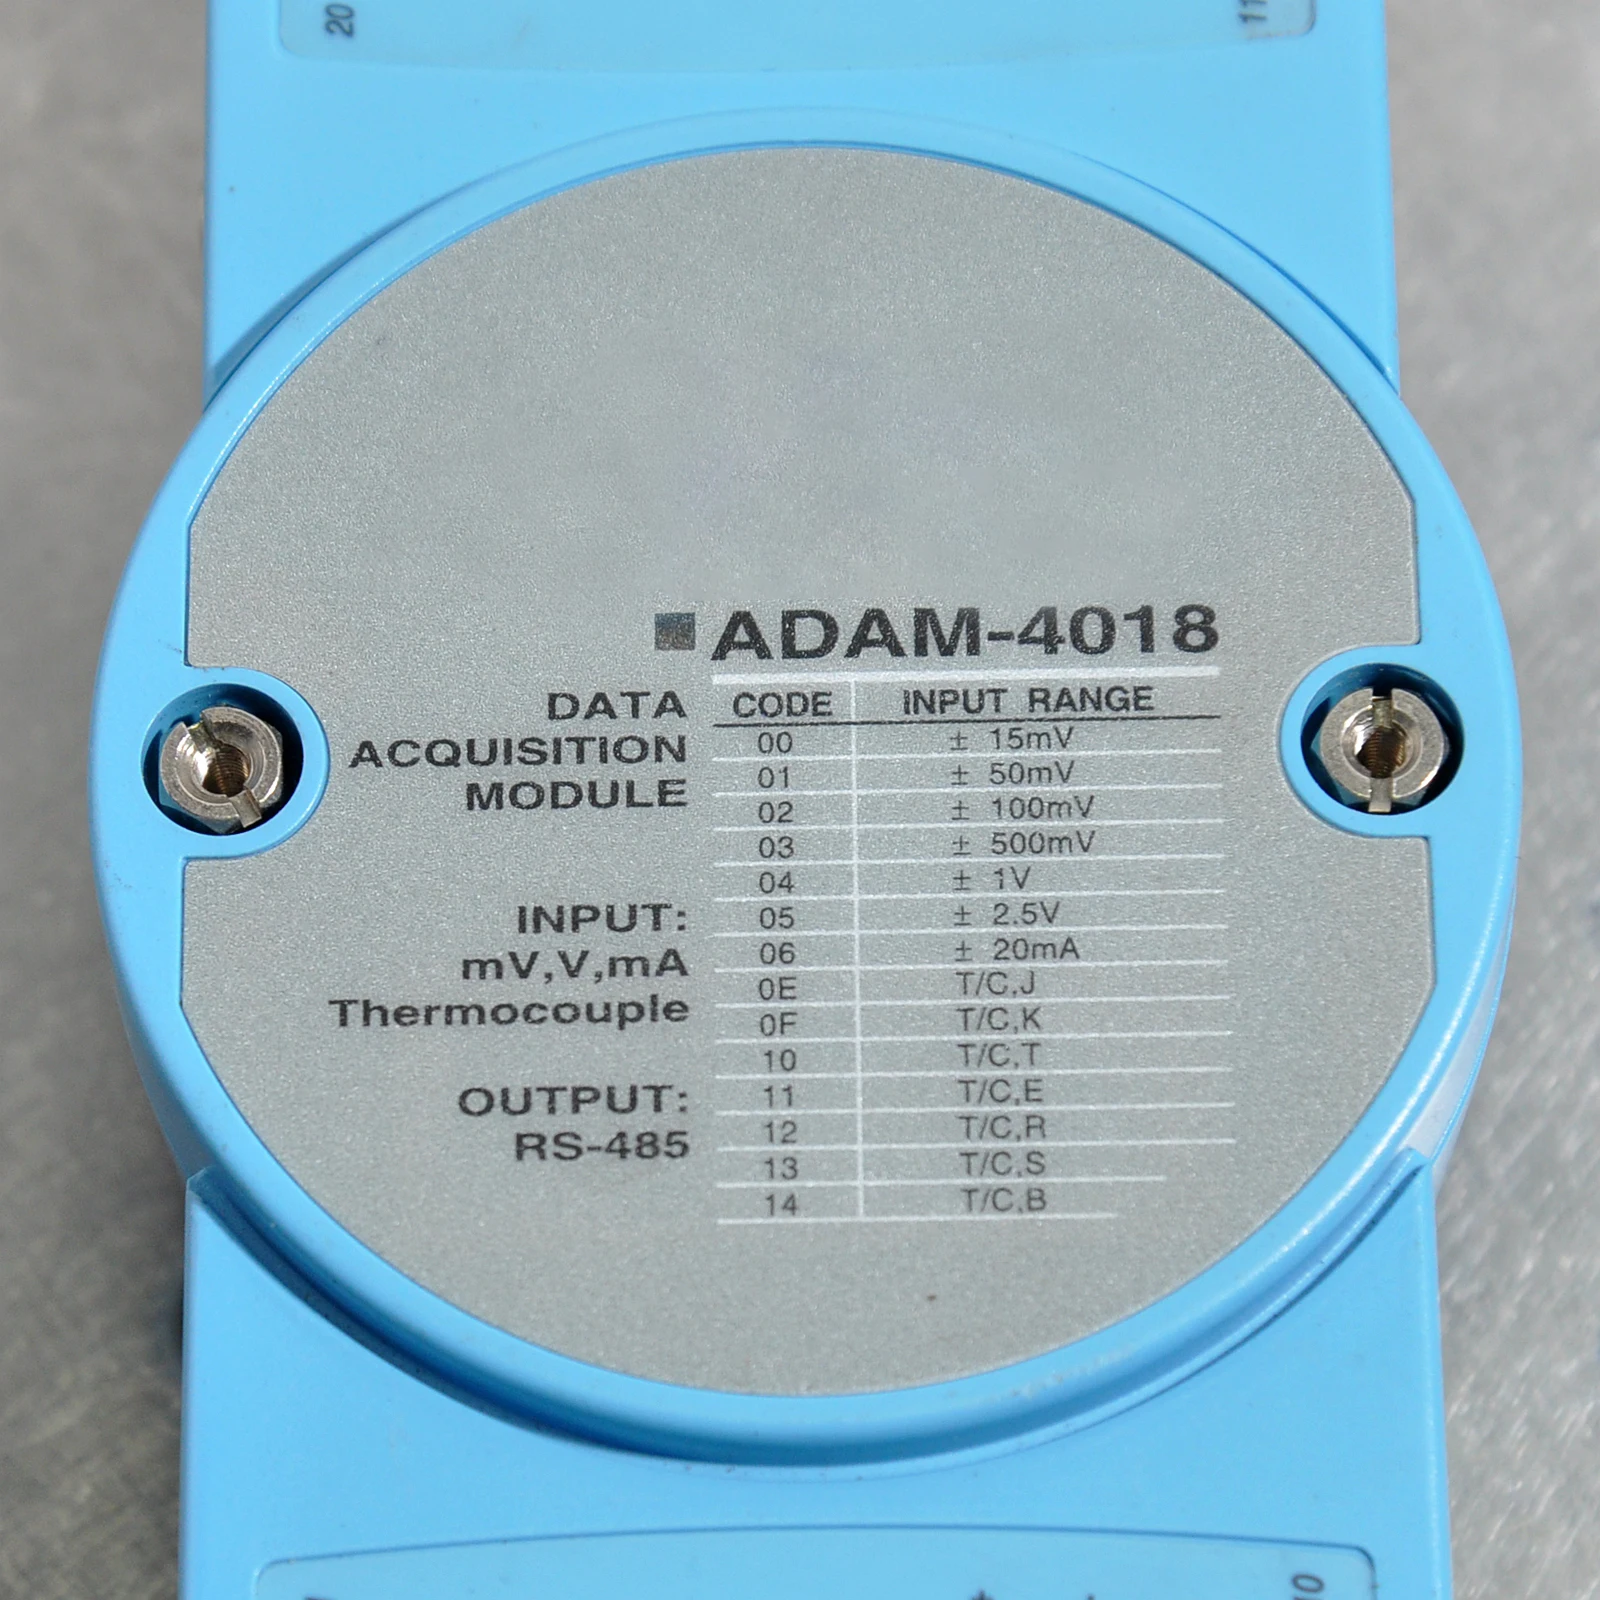 20
11
ADAM-4018
DATA
ACQUISITION
MODULE
INPUT:
mV,V,mA
Thermocouple
OUTPUT:
RS-485
CODE INPUT RANGE
00 ± 15mV
01 ± 50mV
02 ± 100mV
03 ± 500mV
04 ± 1V
05 ± 2.5V
06 ± 20mA
0E T/C,J
0F T/C,K
10 T/C,T
11 T/C,E
12 T/C,R
13 T/C,S
14 T/C,B
10